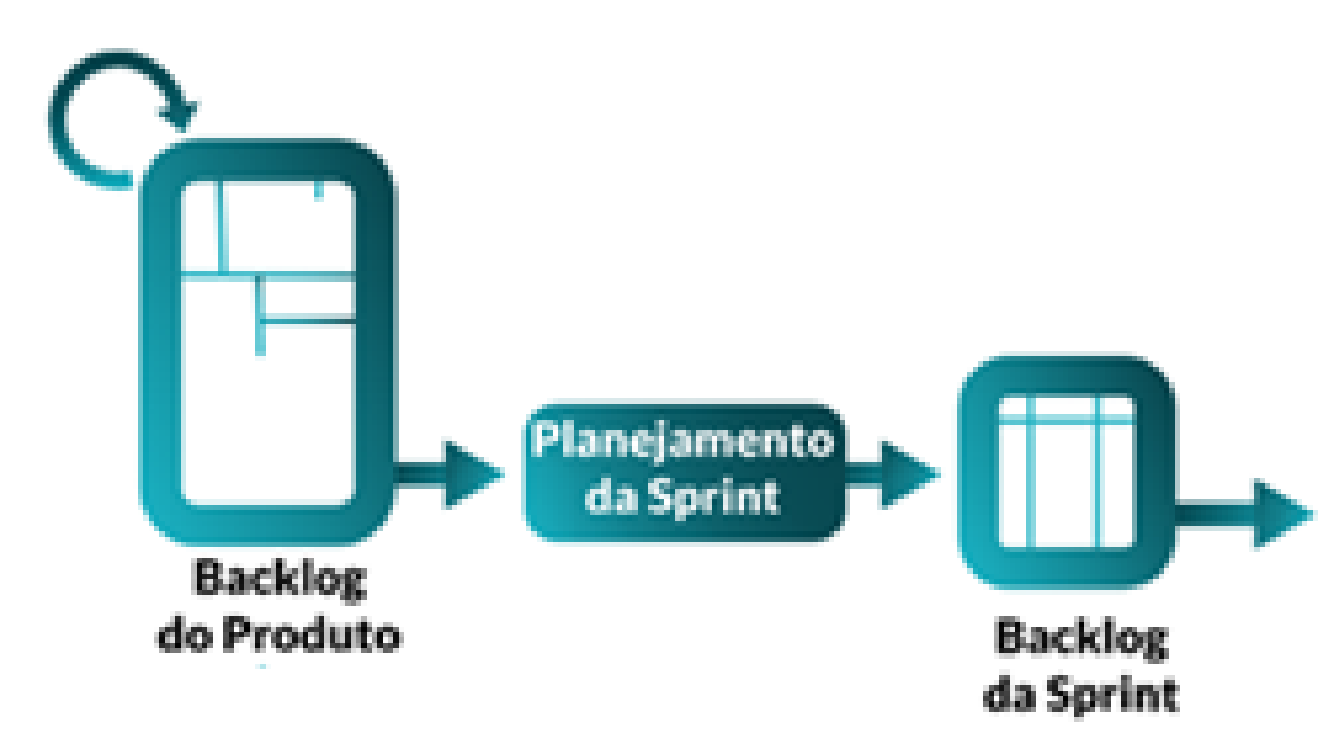 Backlog
do Produto
Planejamento
da Sprint
Backlog
da Sprint